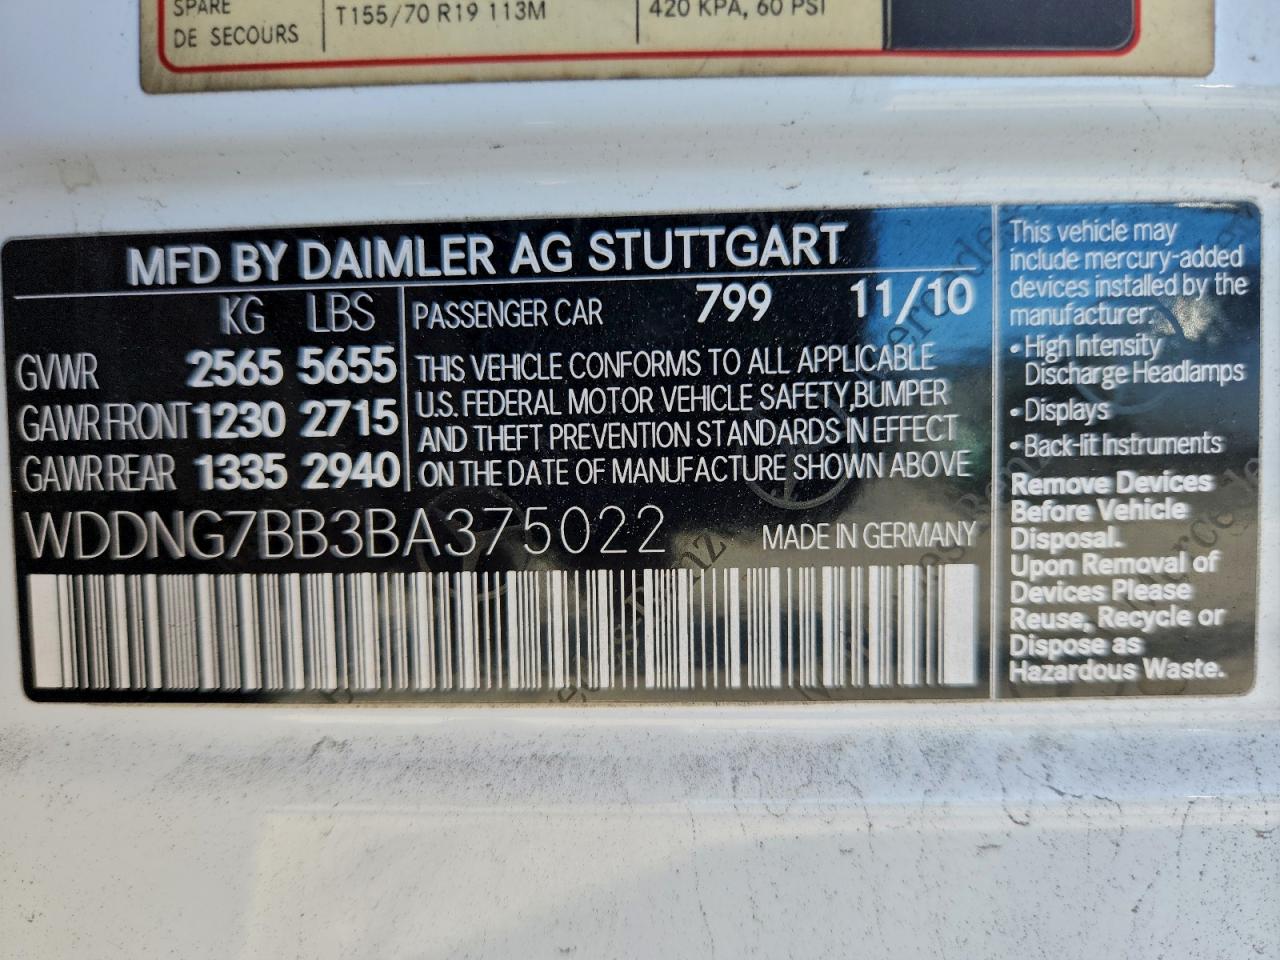 SPARE
DE SECOURS
T155/70 R19 113M
420 KPA, 60 PSI
MFD BY DAIMLER AG STUTTGART
KG LBS
GVWR 2565 5655
GAWR FRONT 1230 2715
GAWR REAR 1335 2940
PASSENGER CAR 799 11/10
THIS VEHICLE CONFORMS TO ALL APPLICABLE
U.S. FEDERAL MOTOR VEHICLE SAFETY,BUMPER
AND THEFT PREVENTION STANDARDS IN EFFECT
ON THE DATE OF MANUFACTURE SHOWN ABOVE
WDDNG7BB3BA375022
MADE IN GERMANY
This vehicle may
include mercury-added
devices installed by the
manufacturer:
• High Intensity
Discharge Headlamps
• Displays
• Back-lit Instruments
Remove Devices
Before Vehicle
Disposal.
Upon Removal of
Devices Please
Reuse, Recycle or
Dispose as
Hazardous Waste.